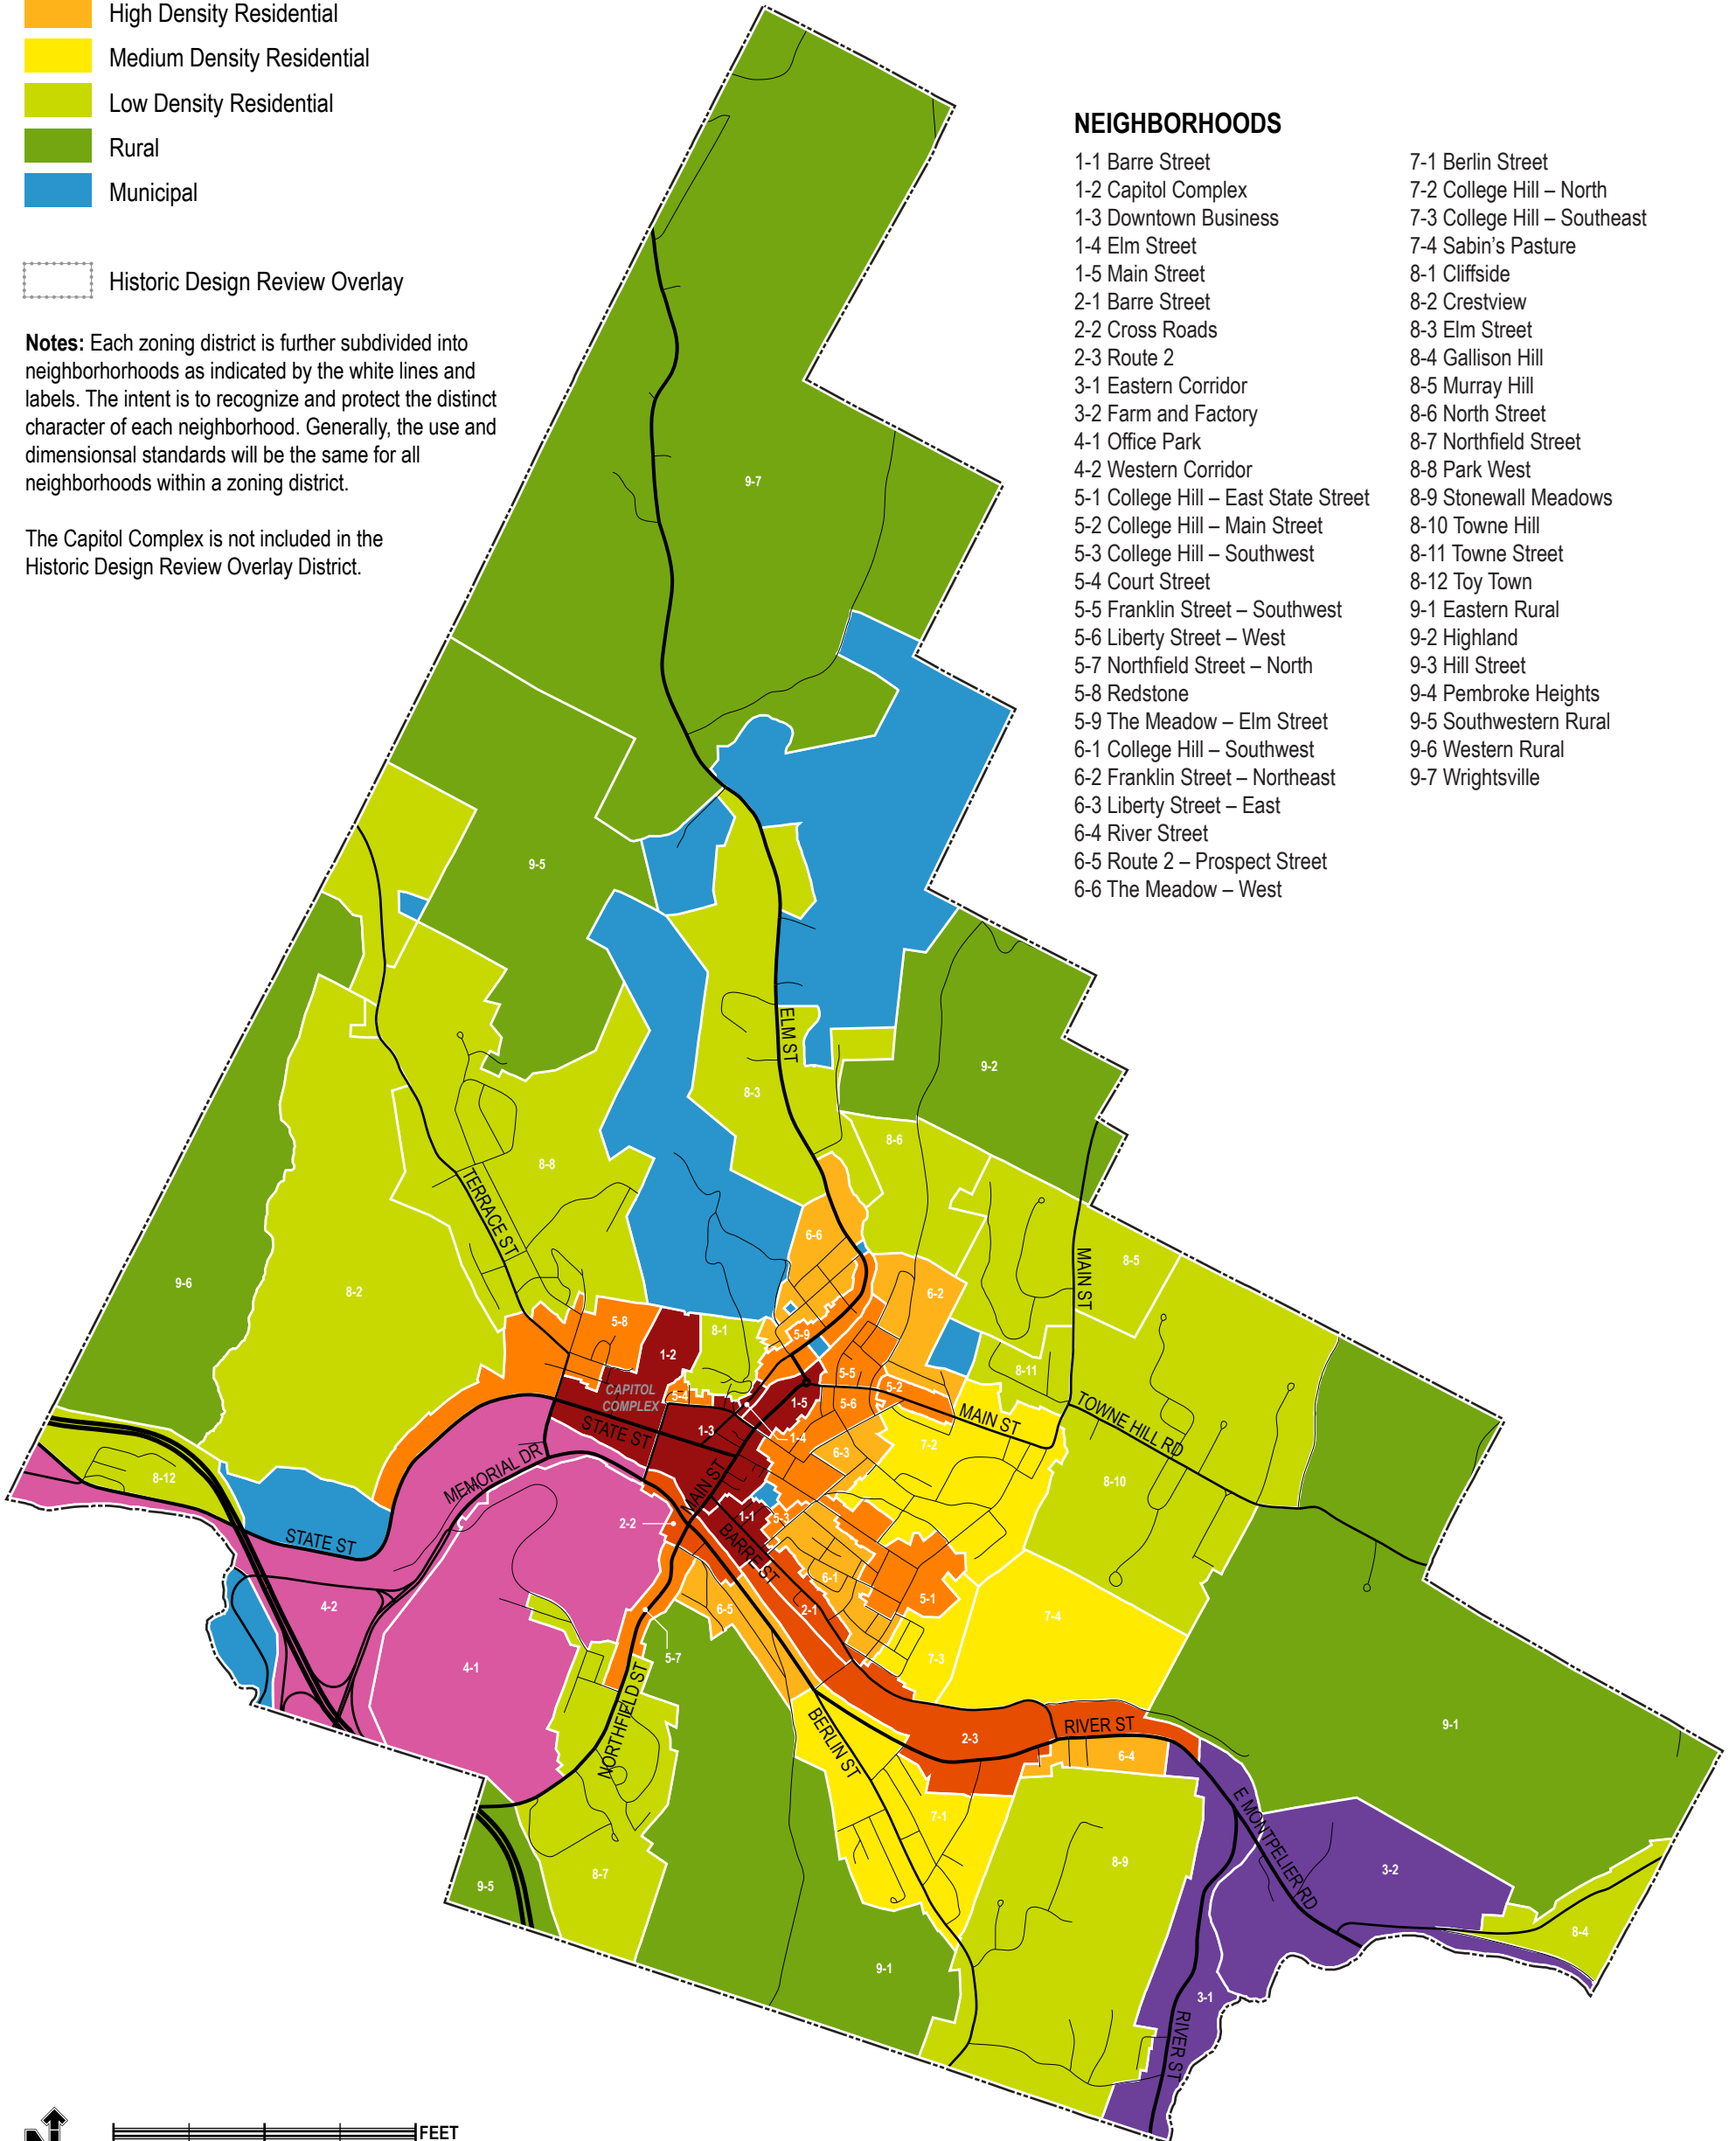 High Density Residential
Medium Density Residential
Low Density Residential
Rural
Municipal
Historic Design Review Overlay
Notes: Each zoning district is further subdivided into
neighborhorhoods as indicated by the white lines and
labels. The intent is to recognize and protect the distinct
character of each neighborhood. Generally, the use and
dimensionsal standards will be the same for all
neighborhoods within a zoning district.
The Capitol Complex is not included in the
Historic Design Review Overlay District.
NEIGHBORHOODS
1-1 Barre Street
1-2 Capitol Complex
1-3 Downtown Business
1-4 Elm Street
1-5 Main Street
2-1 Barre Street
2-2 Cross Roads
2-3 Route 2
3-1 Eastern Corridor
3-2 Farm and Factory
4-1 Office Park
4-2 Western Corridor
5-1 College Hill – East State Street
5-2 College Hill – Main Street
5-3 College Hill – Southwest
5-4 Court Street
5-5 Franklin Street – Southwest
5-6 Liberty Street – West
5-7 Northfield Street – North
5-8 Redstone
5-9 The Meadow – Elm Street
6-1 College Hill – Southwest
6-2 Franklin Street – Northeast
6-3 Liberty Street – East
6-4 River Street
6-5 Route 2 – Prospect Street
6-6 The Meadow – West
7-1 Berlin Street
7-2 College Hill – North
7-3 College Hill – Southeast
7-4 Sabin's Pasture
8-1 Cliffside
8-2 Crestview
8-3 Elm Street
8-4 Gallison Hill
8-5 Murray Hill
8-6 North Street
8-7 Northfield Street
8-8 Park West
8-9 Stonewall Meadows
8-10 Towne Hill
8-11 Towne Street
8-12 Toy Town
9-1 Eastern Rural
9-2 Highland
9-3 Hill Street
9-4 Pembroke Heights
9-5 Southwestern Rural
9-6 Western Rural
9-7 Wrightsville
9-7
9-5
ELM ST
9-2
8-3
8-6
8-8
TERRACE ST
6-6
MAIN ST
8-5
9-6
8-2
6-2
5-8
8-1
5-9
1-2
8-11
5-5
5-2
CAPITOL
COMPLEX
5-4
1-5
5-6
MAIN ST
TOWNE HILL RD
STATE ST
1-3
1-4
6-3
7-2
MEMORIAL DR
8-12
MAIN ST
8-10
2-2
1-1
5-3
STATE ST
BARRE ST
6-1
5-1
4-2
6-5
2-1
7-4
5-7
7-3
4-1
NORTHFIELD ST
BERLIN ST
2-3
RIVER ST
9-1
6-4
E MONTPELIER RD
7-1
8-9
3-2
9-5
8-7
8-4
9-1
3-1
RIVER ST
N
FEET